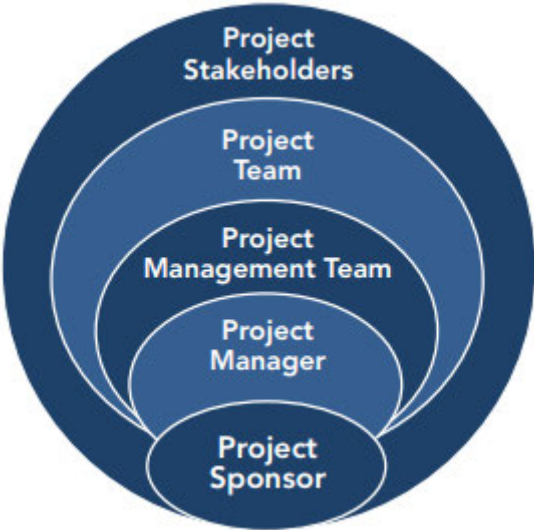 Project
Stakeholders
Project
Team
Project
Management Team
Project
Manager
Project
Sponsor